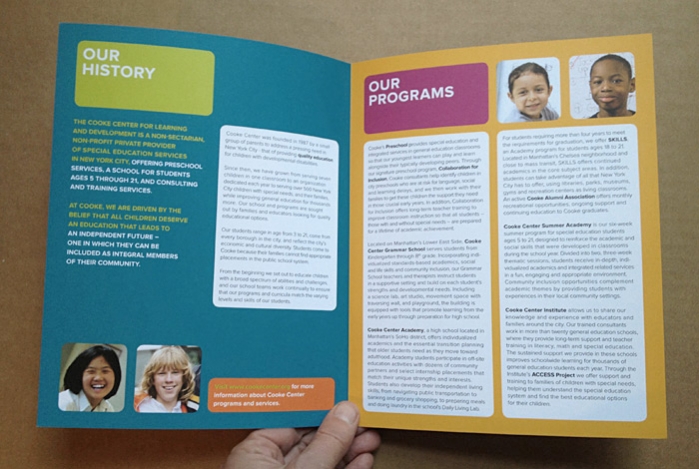 OUR
HISTORY
THE COOKE CENTER FOR LEARNING
AND DEVELOPMENT IS A NON-SECTARIAN,
NON-PROFIT PRIVATE PROVIDER
OF SPECIAL EDUCATION SERVICES
IN NEW YORK CITY, OFFERING PRESCHOOL
SERVICES, A SCHOOL FOR STUDENTS
AGES 5 THROUGH 21, AND CONSULTING
AND TRAINING SERVICES.
AT COOKE, WE ARE DRIVEN BY THE
BELIEF THAT ALL CHILDREN DESERVE
AN EDUCATION THAT LEADS TO
AN INDEPENDENT FUTURE –
ONE IN WHICH THEY CAN BE
INCLUDED AS INTEGRAL MEMBERS
OF THEIR COMMUNITY.
Cooke Center was founded in 1987 by a small
group of parents to address a pressing need in
New York City: that of providing quality education
for children with developmental disabilities.
Since then, we have grown from serving seven
children in one classroom to an organization
dedicated each year to serving over 500 New York
City children with special needs, and their families,
while improving general education for thousands
more. Our school and programs are sought
out by families and educators looking for quality
educational options.
Our students range in age from 3 to 21, come from
every borough in the city, and reflect the city's
economic and cultural diversity. Students come to
Cooke because their families cannot find appropriate
placements in the public school system.
From the beginning we set out to educate children
with a broad spectrum of abilities and challenges,
and our school teams work continually to ensure
that our programs and curricula match the varying
levels and skills of our students.
for more
information about Cooke Center
programs and services.
OUR
PROGRAMS
Cooke's Preschool provides special education and
integrated services in general education classrooms,
so that our youngest learners can play and learn
alongside their typically developing peers. Through
our signature preschool program, Collaboration for
Inclusion, Cooke consultants help identify children in
city preschools who are at risk for language, social
and learning delays, and we then work with their
families to get these children the support they need
in those crucial early years. In addition, Collaboration
for Inclusion offers long-term teacher training to
improve classroom instruction so that all students –
those with and without special needs – are prepared
for a lifetime of academic achievement.
Located on Manhattan's Lower East Side, Cooke
Center Grammar School serves students from
Kindergarten through 8th grade. Incorporating indi-
vidualized standards-based academics, social
and life skills and community inclusion, our Grammar
School teachers and therapists instruct students
in a supportive setting and build on each student's
strengths and developmental needs. Including
a science lab, art studio, movement space with
traversing wall, and playground, the building is
equipped with tools that promote learning from the
early years up through preparation for high school.
Cooke Center Academy, a high school located in
Manhattan's SoHo district, offers individualized
academics and the essential transition planning
that older students need as they move toward
adulthood. Academy students participate in off-site
education activities with dozens of community
partners and select internship placements that
match their unique strengths and interests.
Students also develop their independent living
skills, from navigating public transportation to
banking and grocery shopping, to preparing meals
and doing laundry in the school's Daily Living Lab.
For students requiring more than four years to meet
the requirements for graduation, we offer SKILLS,
an Academy program for students ages 18 to 21.
Located in Manhattan's Chelsea neighborhood and
close to mass transit, SKILLS offers continued
academics in the core subject areas. In addition,
students can take advantage of all that New York
City has to offer, using libraries, parks, museums,
gyms and recreation centers as living classrooms.
An active Cooke Alumni Association offers monthly
recreational opportunities, ongoing support and
continuing education to Cooke graduates.
Cooke Center Summer Academy is our six-week
summer program for special education students
ages 5 to 21, designed to reinforce the academic and
social skills that were developed in classrooms
during the school year. Divided into two, three-week
thematic sessions, students receive in-depth, indi-
vidualized academics and integrated related services
in a fun, engaging and appropriate environment.
Community inclusion opportunities complement
academic themes by providing students with
experiences in their local community settings.
Cooke Center Institute allows us to share our
knowledge and experience with educators and
families around the city. Our trained consultants
work in more than twenty general education schools,
where they provide long-term support and teacher
training in literacy, math and special education.
The sustained support we provide in these schools
improves schoolwide learning for thousands of
general education students each year. Through the
Institute's ACCESS Project we offer support
and training to families of children with special needs,
helping them understand the special education
system and find the best educational options
for their children.